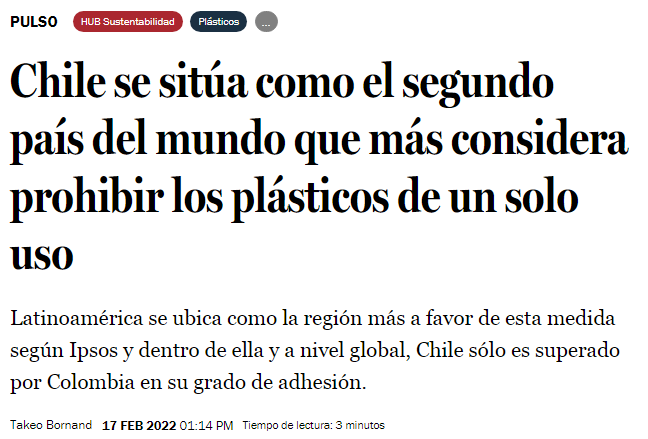 PULSO HUB Sustentabilidad Plásticos ...
Chile se sitúa como el segundo
país del mundo que más considera
prohibir los plásticos de un solo
uso
Latinoamérica se ubica como la región más a favor de esta medida
según Ipsos y dentro de ella y a nivel global, Chile sólo es superado
por Colombia en su grado de adhesión.
Takeo Bornand 17 FEB 2022 01:14 PM Tiempo de lectura: 3 minutos